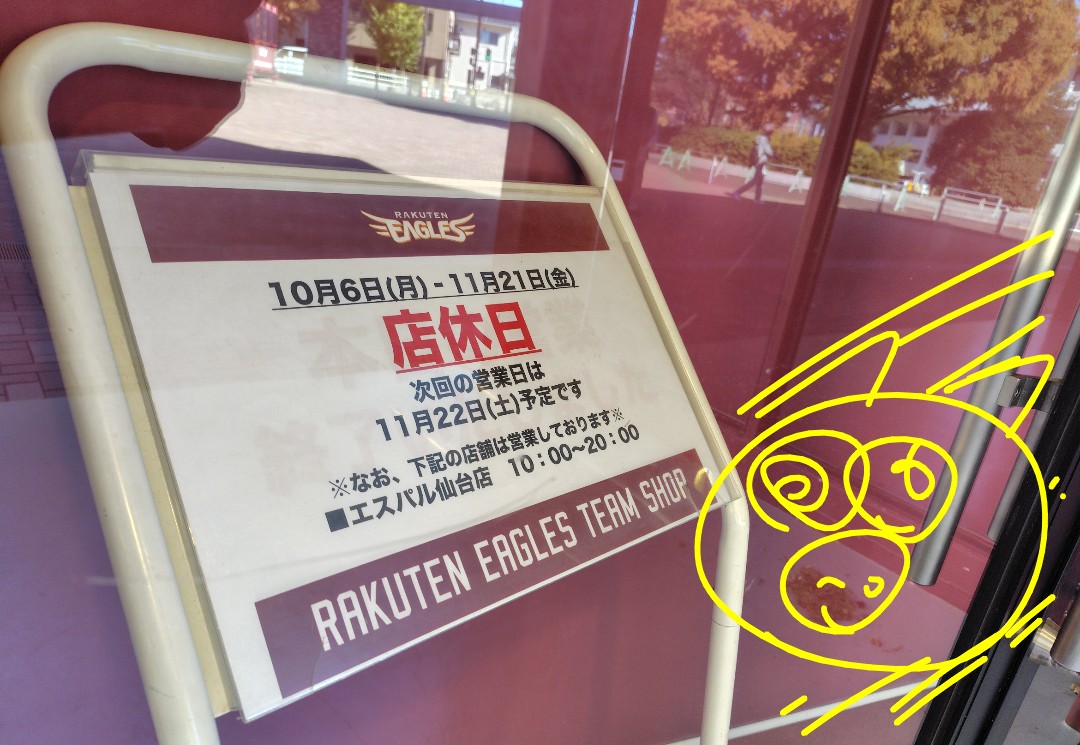 RAKUTEN
EAGLES
10月6日(月) - 11月21日(金)
店休日
次回の営業日は
11月22日(土)予定です
※なお、下記の店舗は営業しております※
■エスパル仙台店 10：00〜20：00
RAKUTEN EAGLES TEAM SHOP